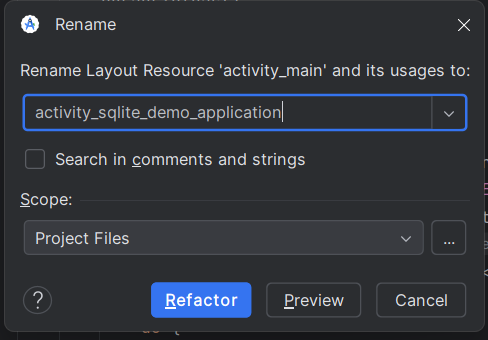 Rename
Rename Layout Resource 'activity_main' and its usages to:
activity_sqlite_demo_application
Search in comments and strings
Scope:
Project Files
...
?
Refactor
Preview
Cancel